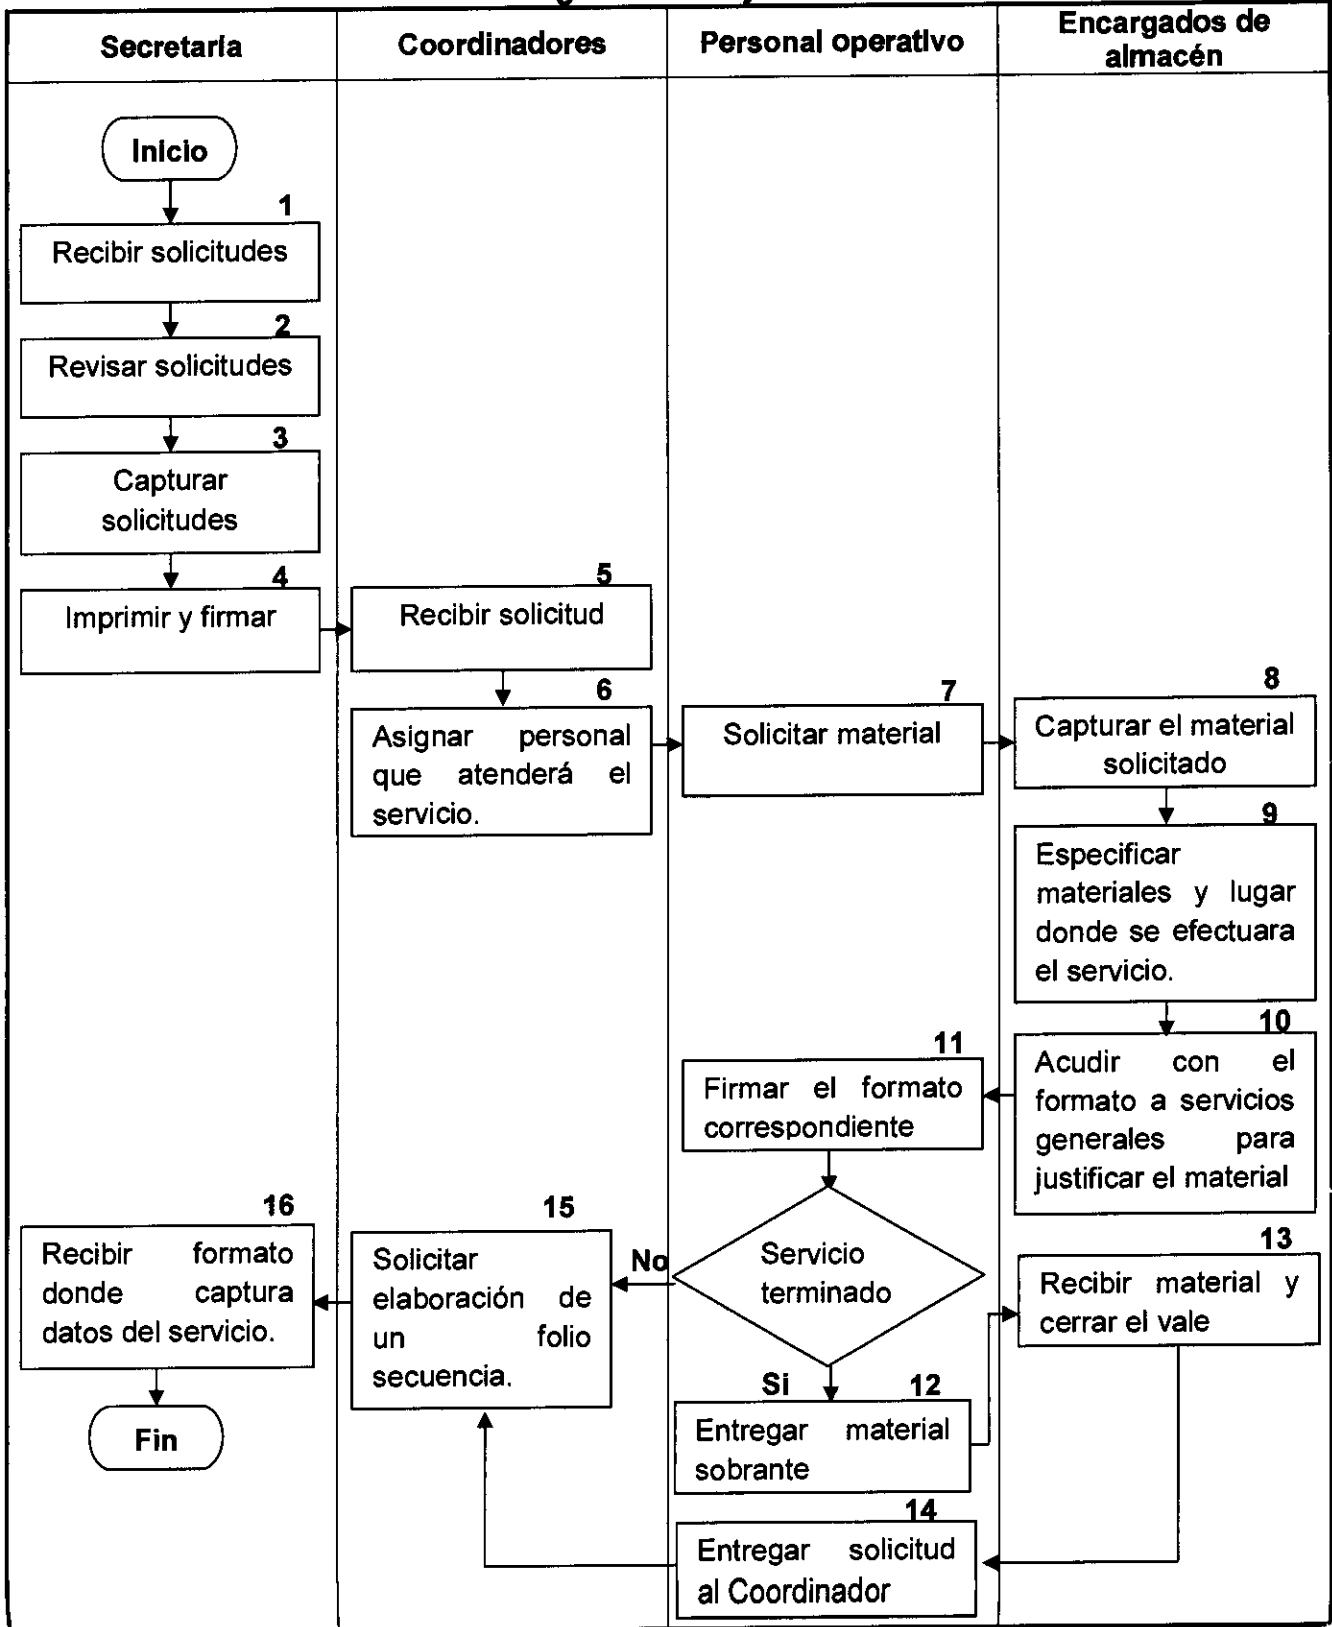 Secretaría
Coordinadores
Personal operativo
Encargados de
almacén
Inicio
1
Recibir solicitudes
2
Revisar solicitudes
3
Capturar
solicitudes
4
Imprimir y firmar
5
Recibir solicitud
6
Asignar personal
que atenderá el
servicio.
7
Solicitar material
8
Capturar el material
solicitado
9
Especificar
materiales y lugar
donde se efectuara
el servicio.
10
Acudir con el
formato a servicios
generales para
justificar el material
11
Firmar el formato
correspondiente
Servicio
terminado
No
Si
12
Entregar material
sobrante
13
Recibir material y
cerrar el vale
14
Entregar solicitud
al Coordinador
15
Solicitar
elaboración de
un folio
secuencia.
16
Recibir formato
donde captura
datos del servicio.
Fin